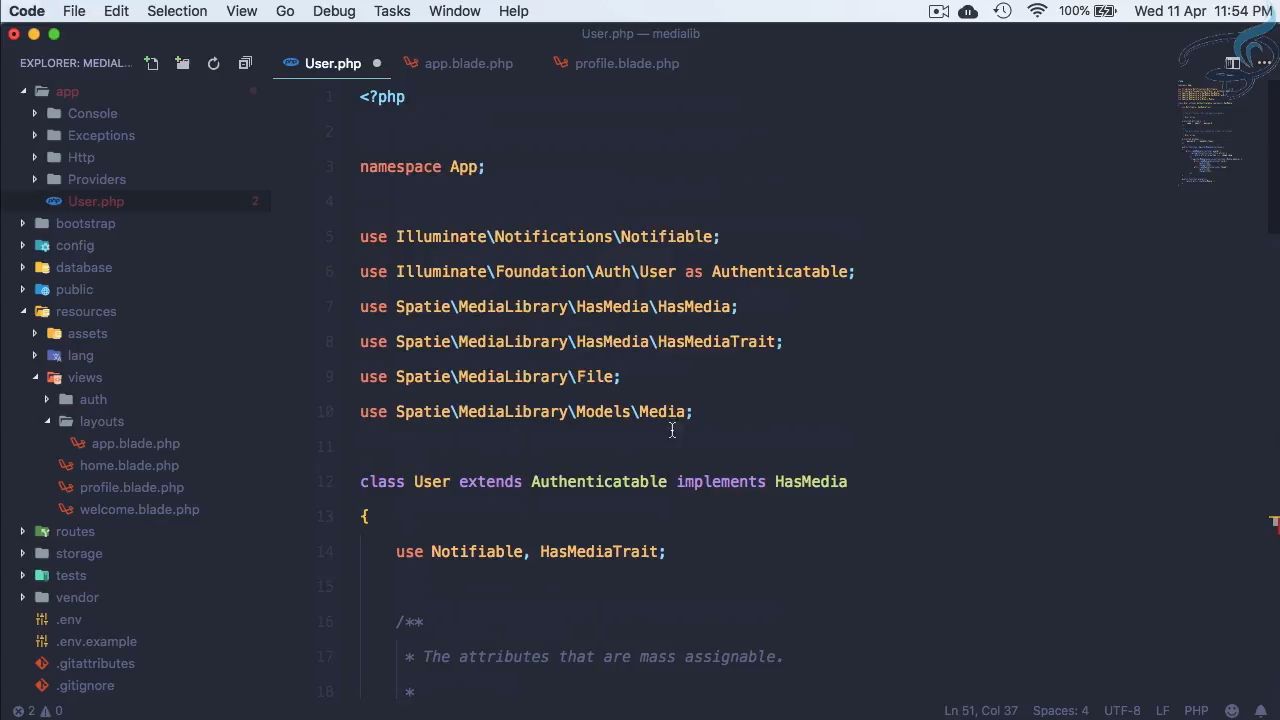 Code File Edit Selection View Go Debug Tasks Window Help 100% Wed 11 Apr 11:54 PM
User.php — medialib
EXPLORER: MEDIAL... User.php app.blade.php profile.blade.php
app
Console
Exceptions
Http
Providers
User.php 2
bootstrap
config
database
public
resources
assets
lang
views
auth
layouts
app.blade.php
home.blade.php
profile.blade.php
welcome.blade.php
routes
storage
tests
vendor
.env
.env.example
.gitattributes
.gitignore
1 <?php
2
3 namespace App;
4
5 use Illuminate\Notifications\Notifiable;
6 use Illuminate\Foundation\Auth\User as Authenticatable;
7 use Spatie\MediaLibrary\HasMedia\HasMedia;
8 use Spatie\MediaLibrary\HasMedia\HasMediaTrait;
9 use Spatie\MediaLibrary\File;
10 use Spatie\MediaLibrary\Models\Media;
11
12 class User extends Authenticatable implements HasMedia
13 {
14 use Notifiable, HasMediaTrait;
15
16 /**
17 * The attributes that are mass assignable.
18 *
2 0 Ln 51, Col 37 Spaces: 4 UTF-8 LF PHP